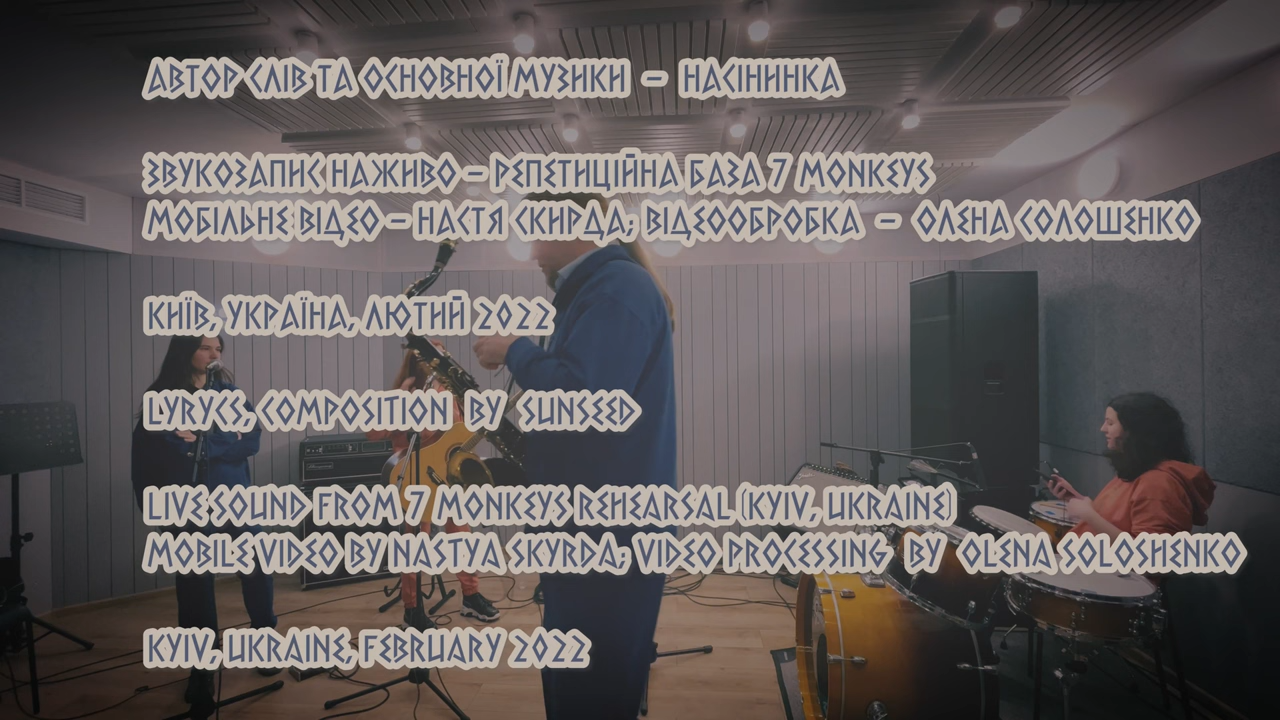 АВТОР СЛІВ ТА ОСНОВНОЇ МУЗИКИ – НАСІНИНКА
ЗВУКОЗАПИС НАЖИВО – РЕПЕТИЦІЙНА БАЗА 7 MONKEYS
МОБІЛЬНЕ ВІДЕО – НАСТЯ СКИРДА; ВІДЕООБРОБКА – ОЛЕНА СОЛОШЕНКО
КИЇВ, УКРАЇНА, ЛЮТИЙ 2022
LYRYCS, COMPOSITION BY SUNSEED
LIVE SOUND FROM 7 MONKEYS REHEARSAL (KYIV, UKRAINE)
MOBILE VIDEO BY NASTYA SKYRDA; VIDEO PROCESSING BY OLENA SOLOSHENKO
KYIV, UKRAINE, FEBRUARY 2022